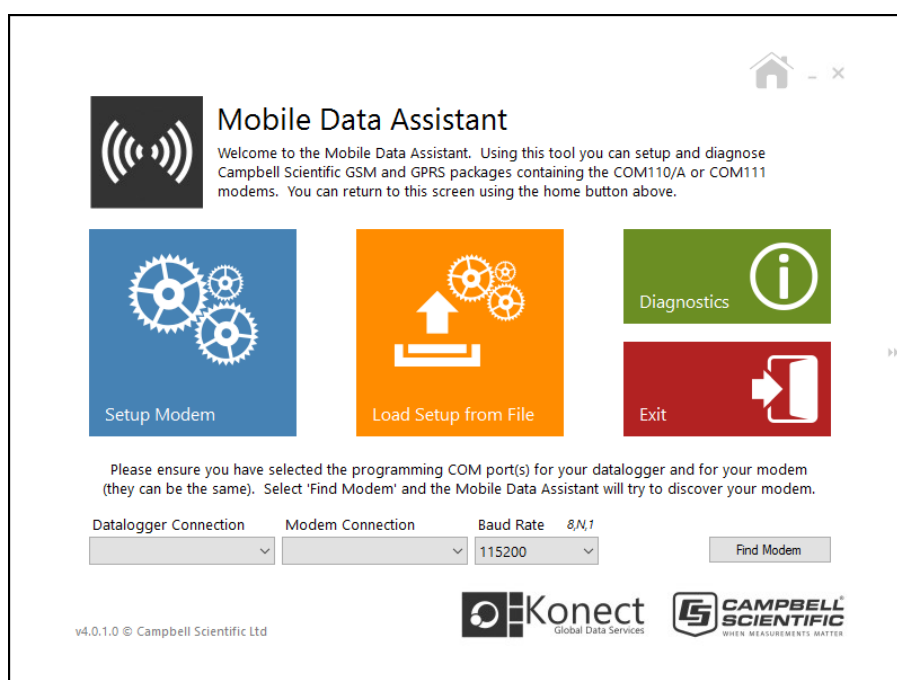 Mobile Data Assistant
Welcome to the Mobile Data Assistant. Using this tool you can setup and diagnose
Campbell Scientific GSM and GPRS packages containing the COM110/A or COM111
modems. You can return to this screen using the home button above.
Setup Modem
Load Setup from File
Diagnostics
Exit
Please ensure you have selected the programming COM port(s) for your datalogger and for your modem
(they can be the same). Select 'Find Modem' and the Mobile Data Assistant will try to discover your modem.
Datalogger Connection Modem Connection Baud Rate 8,N,1
115200 Find Modem
Konect
Global Data Services
CAMPBELL
SCIENTIFIC
WHEN MEASUREMENTS MATTER
v4.0.1.0 © Campbell Scientific Ltd